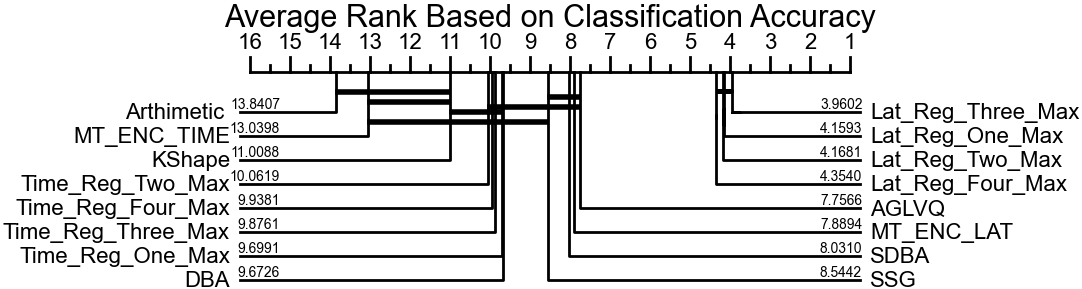 Average Rank Based on Classification Accuracy
16 15 14 13 12 11 10 9 8 7 6 5 4 3 2 1
Arthimetic 13.8407 3.9602 Lat_Reg_Three_Max
MT_ENC_TIME 13.0398 4.1593 Lat_Reg_One_Max
KShape 11.0088 4.1681 Lat_Reg_Two_Max
Time_Reg_Two_Max 10.0619 4.3540 Lat_Reg_Four_Max
Time_Reg_Four_Max 9.9381 7.7566 AGLVQ
Time_Reg_Three_Max 9.8761 7.8894 MT_ENC_LAT
Time_Reg_One_Max 9.6991 8.0310 SDBA
DBA 9.6726 8.5442 SSG